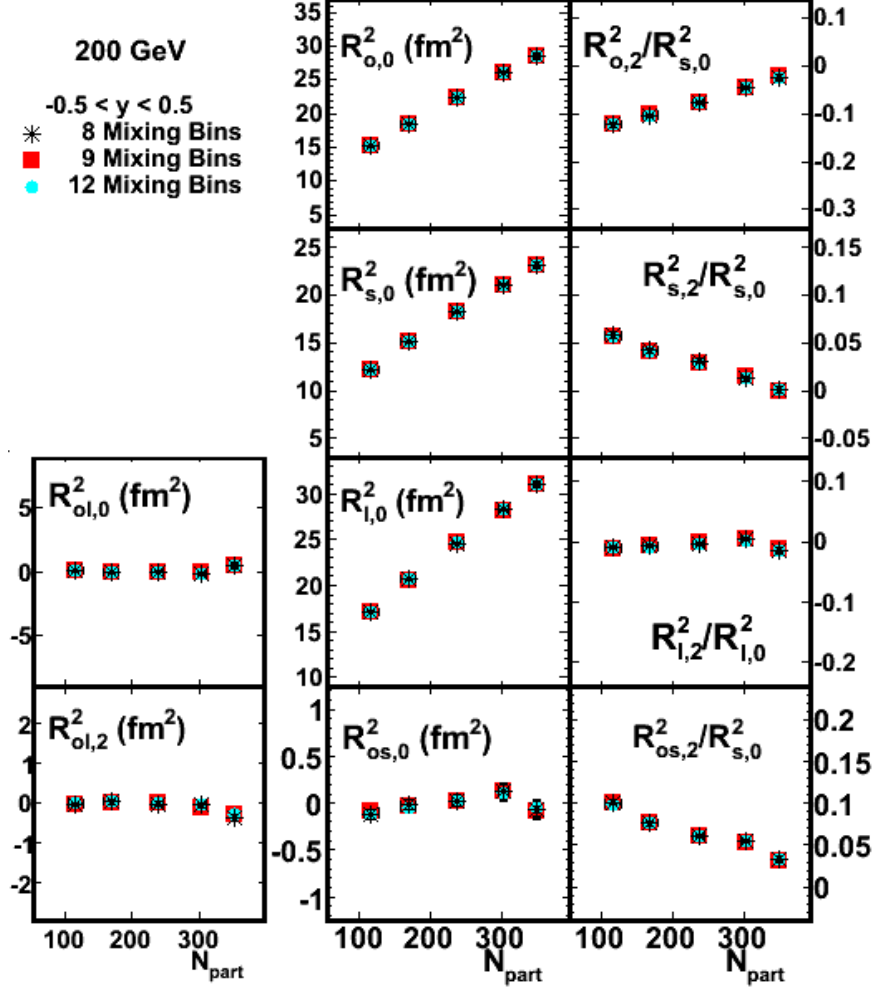 200 GeV
-0.5 < y < 0.5
8 Mixing Bins
9 Mixing Bins
12 Mixing Bins
R²o,0 (fm²)
35
30
25
20
15
10
5
R²o,2/R²s,0
0.1
0
-0.1
-0.2
-0.3
R²s,0 (fm²)
25
20
15
10
5
R²s,2/R²s,0
0.15
0.1
0.05
0
-0.05
R²ol,0 (fm²)
5
0
-5
R²l,0 (fm²)
30
25
20
15
10
R²l,2/R²l,0
0.1
0
-0.1
-0.2
R²ol,2 (fm²)
2
1
0
-1
-2
100 200 300
Npart
R²os,0 (fm²)
1
0.5
0
-0.5
-1
100 200 300
Npart
R²os,2/R²s,0
0.2
0.15
0.1
0.05
0
100 200 300
Npart